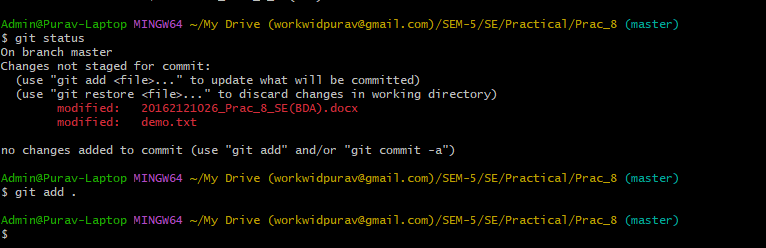 Admin@Purav-Laptop MINGW64 ~/My Drive (workwidpurav@gmail.com)/SEM-5/SE/Practical/Prac_8 (master)
$ git status
On branch master
Changes not staged for commit:
  (use "git add <file>..." to update what will be committed)
  (use "git restore <file>..." to discard changes in working directory)
        modified:   20162121026_Prac_8_SE(BDA).docx
        modified:   demo.txt

no changes added to commit (use "git add" and/or "git commit -a")

Admin@Purav-Laptop MINGW64 ~/My Drive (workwidpurav@gmail.com)/SEM-5/SE/Practical/Prac_8 (master)
$ git add .

Admin@Purav-Laptop MINGW64 ~/My Drive (workwidpurav@gmail.com)/SEM-5/SE/Practical/Prac_8 (master)
$